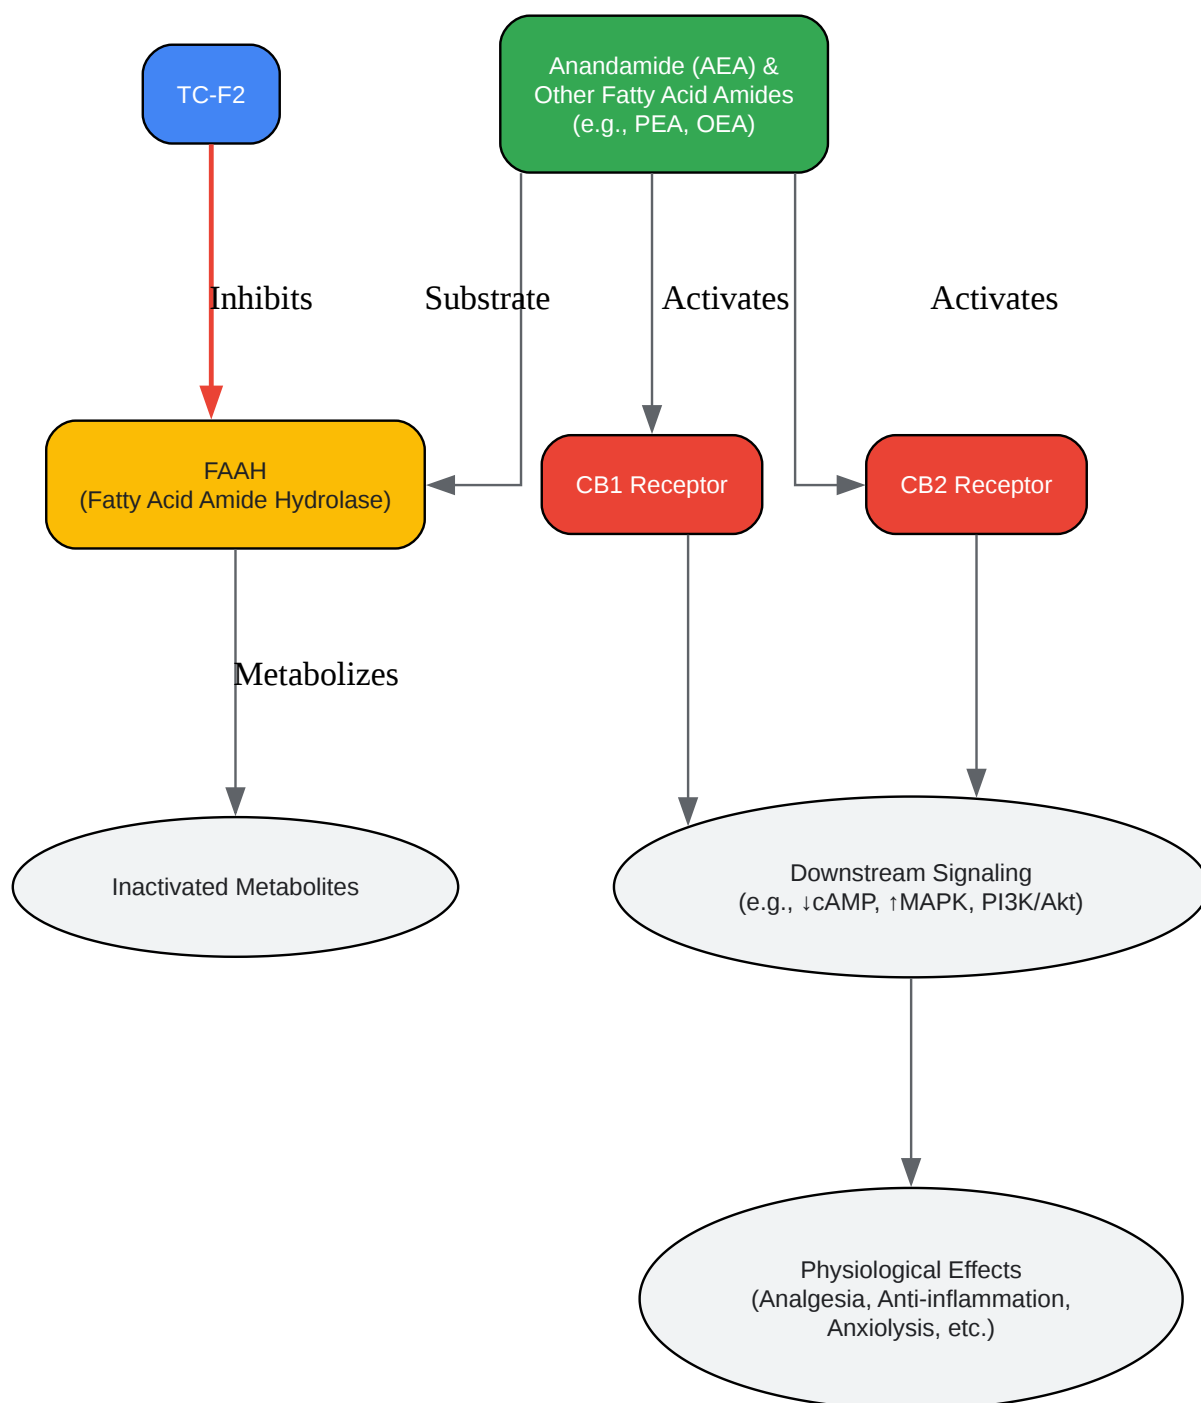 TC-F2
Anandamide (AEA) &
Other Fatty Acid Amides
(e.g., PEA, OEA)
Inhibits
Substrate
Activates
Activates
FAAH
(Fatty Acid Amide Hydrolase)
CB1 Receptor
CB2 Receptor
Metabolizes
Inactivated Metabolites
Downstream Signaling
(e.g., ↓cAMP, ↑MAPK, PI3K/Akt)
Physiological Effects
(Analgesia, Anti-inflammation,
Anxiolysis, etc.)